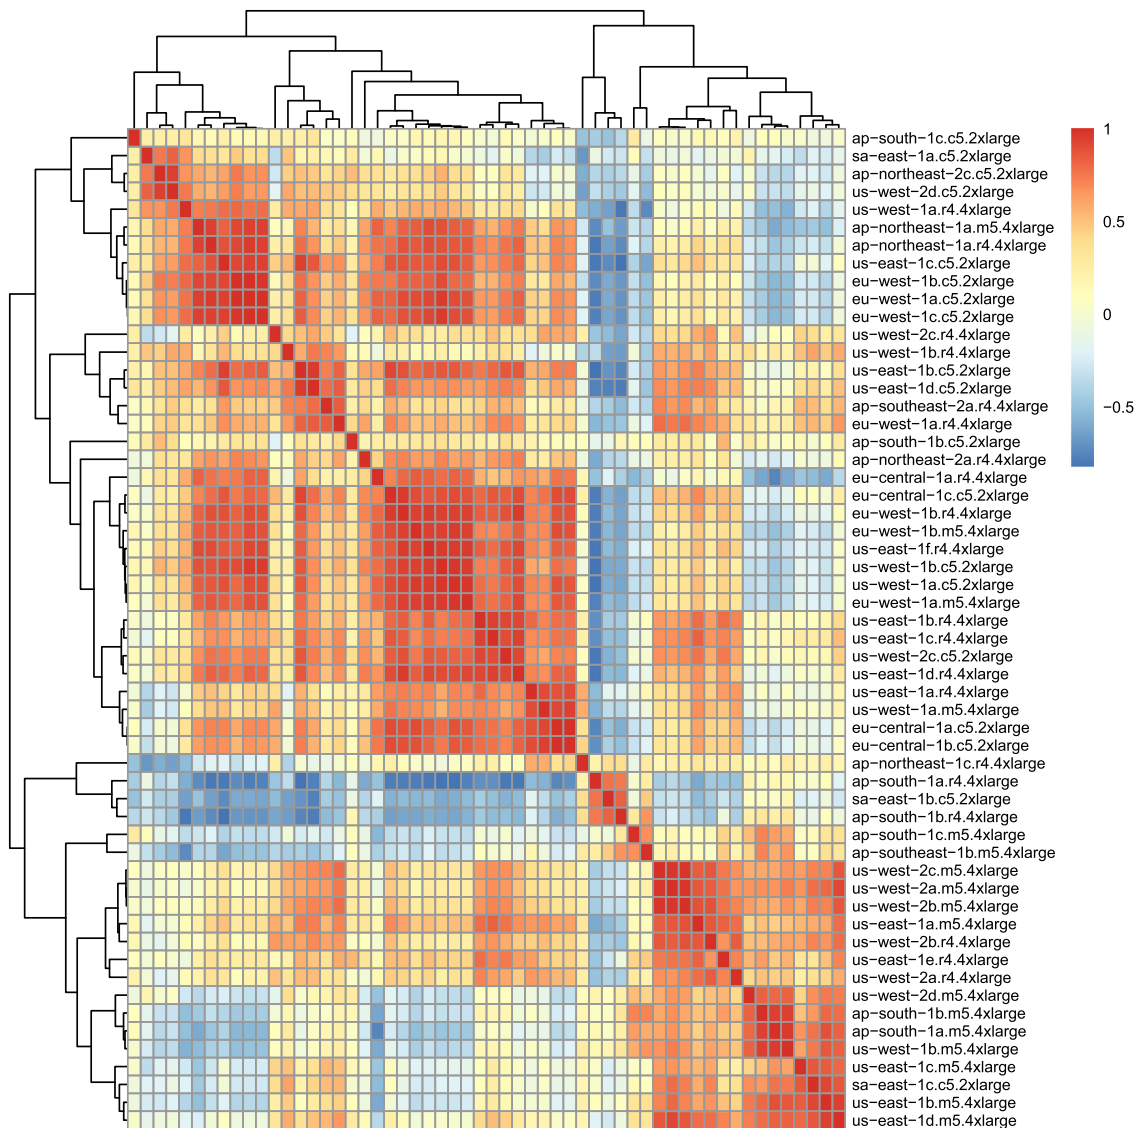 ap-south-1c.c5.2xlarge
sa-east-1a.c5.2xlarge
ap-northeast-2c.c5.2xlarge
us-west-2d.c5.2xlarge
us-west-1a.r4.4xlarge
ap-northeast-1a.m5.4xlarge
ap-northeast-1a.r4.4xlarge
us-east-1c.c5.2xlarge
eu-west-1b.c5.2xlarge
eu-west-1a.c5.2xlarge
eu-west-1c.c5.2xlarge
us-west-2c.r4.4xlarge
us-west-1b.r4.4xlarge
us-east-1b.c5.2xlarge
us-east-1d.c5.2xlarge
ap-southeast-2a.r4.4xlarge
eu-west-1a.r4.4xlarge
ap-south-1b.c5.2xlarge
ap-northeast-2a.r4.4xlarge
eu-central-1a.r4.4xlarge
eu-central-1c.c5.2xlarge
eu-west-1b.r4.4xlarge
eu-west-1b.m5.4xlarge
us-east-1f.r4.4xlarge
us-west-1b.c5.2xlarge
us-west-1a.c5.2xlarge
eu-west-1a.m5.4xlarge
us-east-1b.r4.4xlarge
us-east-1c.r4.4xlarge
us-west-2c.c5.2xlarge
us-east-1d.r4.4xlarge
us-east-1a.r4.4xlarge
us-west-1a.m5.4xlarge
eu-central-1a.c5.2xlarge
eu-central-1b.c5.2xlarge
ap-northeast-1c.r4.4xlarge
ap-south-1a.r4.4xlarge
sa-east-1b.c5.2xlarge
ap-south-1b.r4.4xlarge
ap-south-1c.m5.4xlarge
ap-southeast-1b.m5.4xlarge
us-west-2c.m5.4xlarge
us-west-2a.m5.4xlarge
us-west-2b.m5.4xlarge
us-east-1a.m5.4xlarge
us-west-2b.r4.4xlarge
us-east-1e.r4.4xlarge
us-west-2a.r4.4xlarge
us-west-2d.m5.4xlarge
ap-south-1b.m5.4xlarge
ap-south-1a.m5.4xlarge
us-west-1b.m5.4xlarge
us-east-1c.m5.4xlarge
sa-east-1c.c5.2xlarge
us-east-1b.m5.4xlarge
us-east-1d.m5.4xlarge
1
0.5
0
−0.5